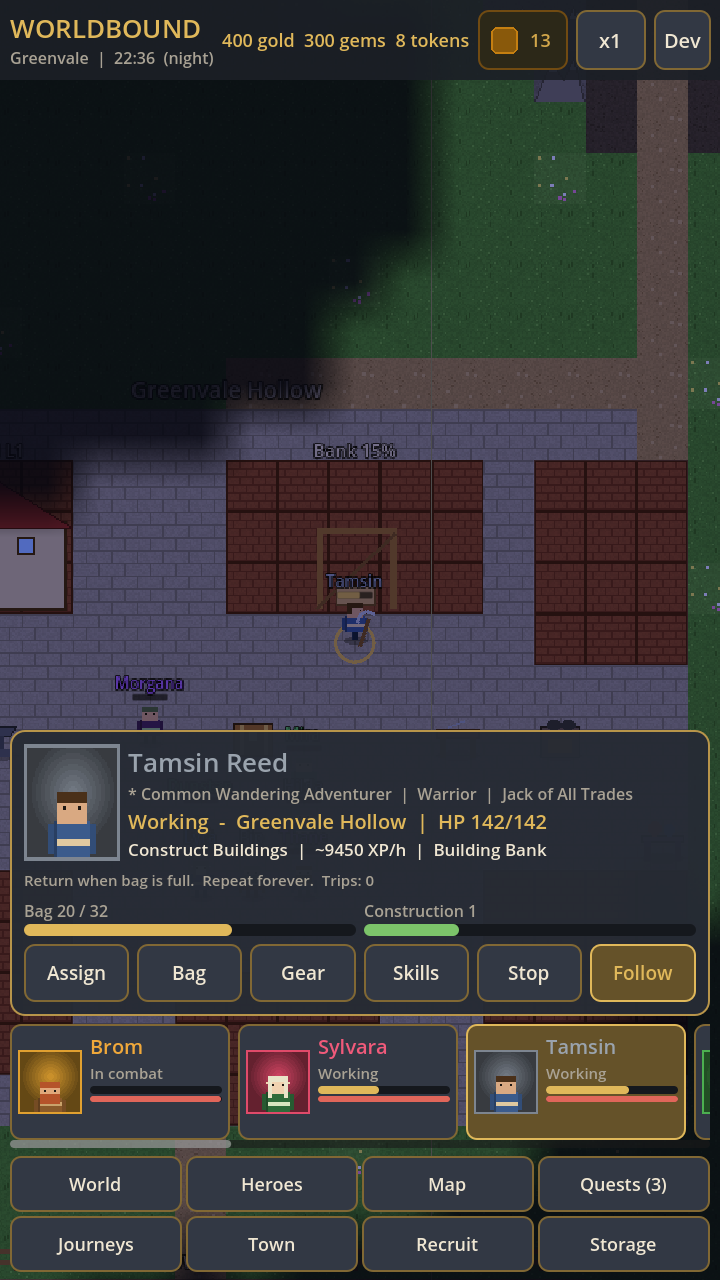 WORLDBOUND
Greenvale | 22:36 (night)
400 gold 300 gems 8 tokens
13
x1
Dev
Greenvale Hollow
L1
Bank 15%
Tamsin
Morgana
Tamsin Reed
* Common Wandering Adventurer | Warrior | Jack of All Trades
Working - Greenvale Hollow | HP 142/142
Construct Buildings | ~9450 XP/h | Building Bank
Return when bag is full. Repeat forever. Trips: 0
Bag 20 / 32
Construction 1
Assign
Bag
Gear
Skills
Stop
Follow
Brom
In combat
Sylvara
Working
Tamsin
Working
World
Heroes
Map
Quests (3)
Journeys
Town
Recruit
Storage